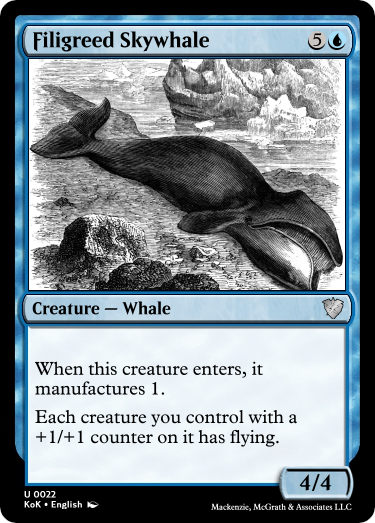 Filigreed Skywhale 5
Creature — Whale
When this creature enters, it
manufactures 1.
Each creature you control with a
+1/+1 counter on it has flying.
4/4
U 0022
KoK • English
Mackenzie, McGrath & Associates LLC